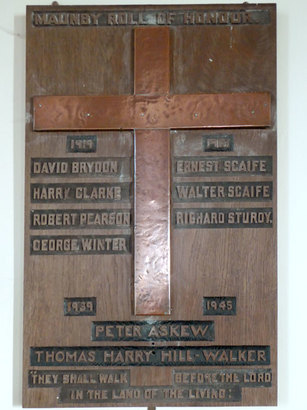 MAUNBY ROLL OF HONOUR
1919
DAVID BRYDON
ERNEST SCAIFE
HARRY CLARKE
WALTER SCAIFE
ROBERT PEARSON
RICHARD STURDY.
GEORGE WINTER
1939 1945
PETER ASKEW
THOMAS HARRY HILL-WALKER
"THEY SHALL WALK BEFORE THE LORD
IN THE LAND OF THE LIVING."